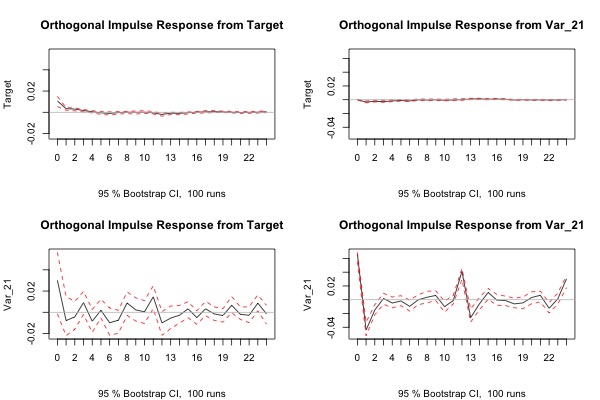 Orthogonal Impulse Response from Target
Orthogonal Impulse Response from Var_21
Target
-0.02 0.02
0 2 4 6 8 10 13 16 19 22
95 % Bootstrap CI, 100 runs
Target
-0.04 0.02
0 2 4 6 8 10 13 16 19 22
95 % Bootstrap CI, 100 runs
Orthogonal Impulse Response from Target
Orthogonal Impulse Response from Var_21
Var_21
-0.02 0.02
0 2 4 6 8 10 13 16 19 22
95 % Bootstrap CI, 100 runs
Var_21
-0.04 0.02
0 2 4 6 8 10 13 16 19 22
95 % Bootstrap CI, 100 runs